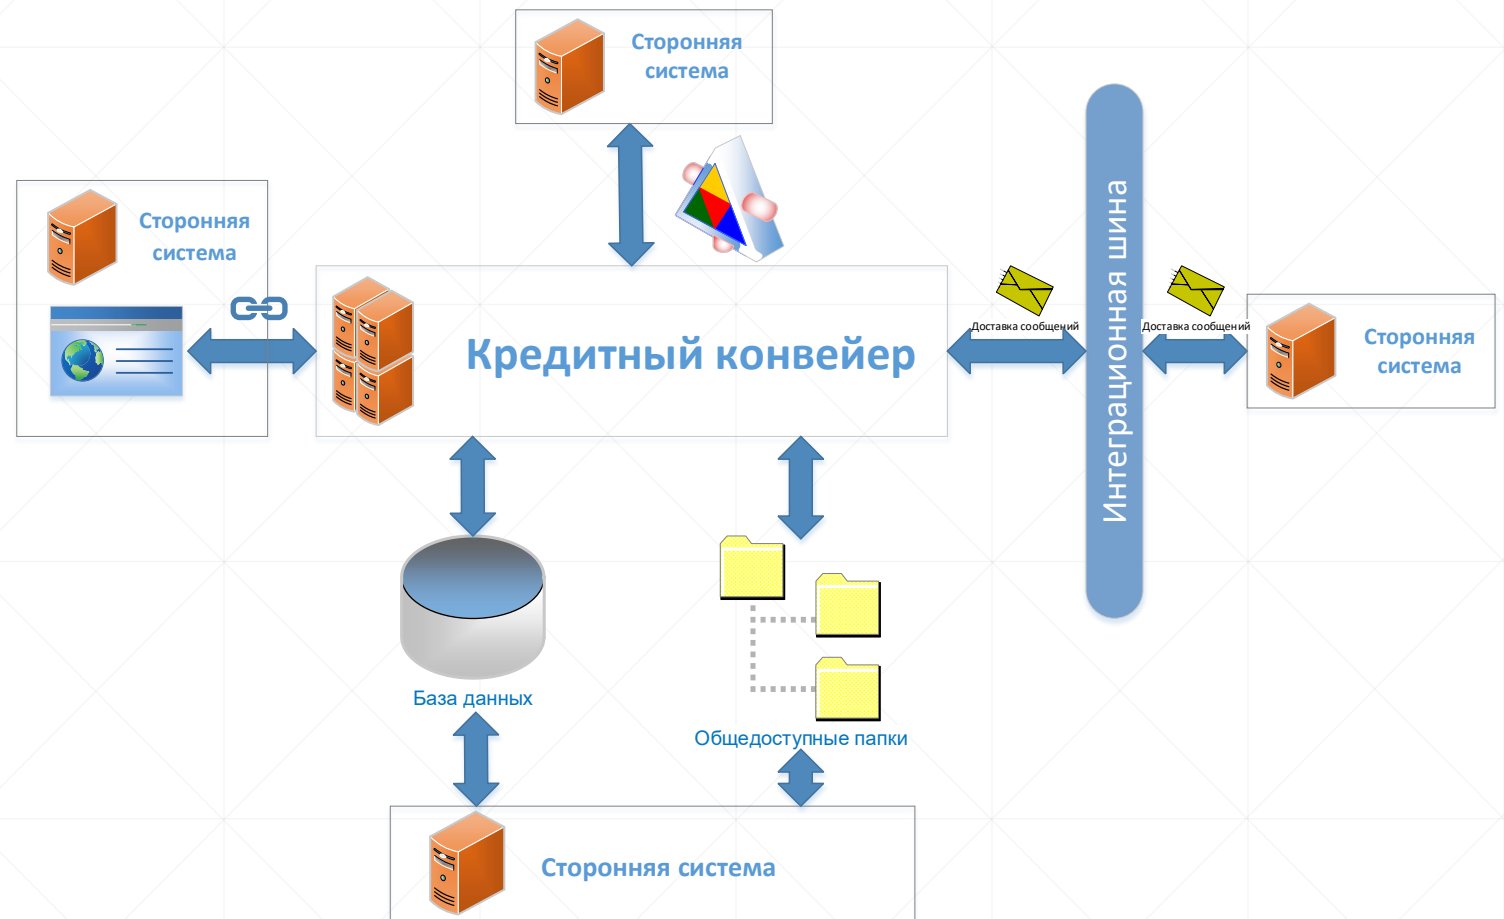 Сторонняя
система
Сторонняя
система
Кредитный конвейер
Доставка сообщений
Интеграционная шина
Доставка сообщений
Сторонняя
система
База данных
Общедоступные папки
Сторонняя система